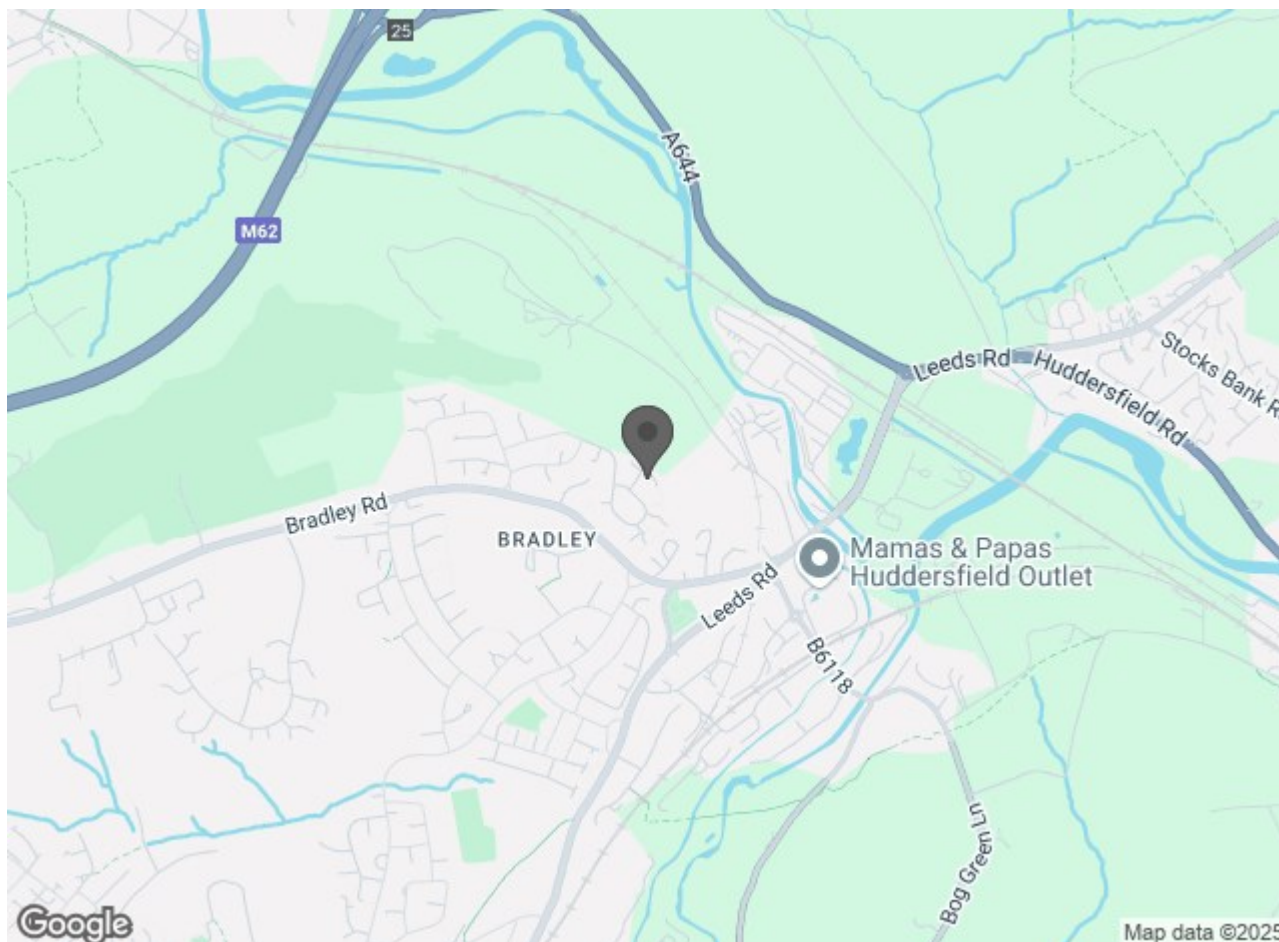 25
A644
M62
Leeds Rd
Huddersfield Rd
Stocks Bank R
Bradley Rd
BRADLEY
Mamas & Papas
Huddersfield Outlet
Leeds Rd
B6118
Bog Green Ln
Google
Map data ©2025